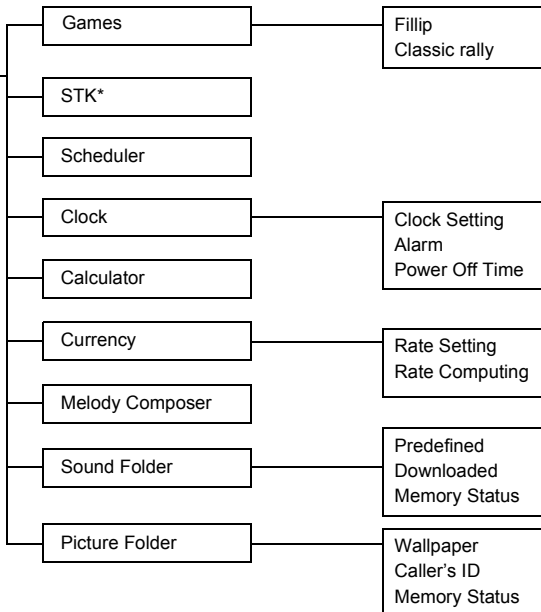 Games
Fillip
Classic rally
STK*
Scheduler
Clock
Clock Setting
Alarm
Power Off Time
Calculator
Currency
Rate Setting
Rate Computing
Melody Composer
Sound Folder
Predefined
Downloaded
Memory Status
Picture Folder
Wallpaper
Caller's ID
Memory Status